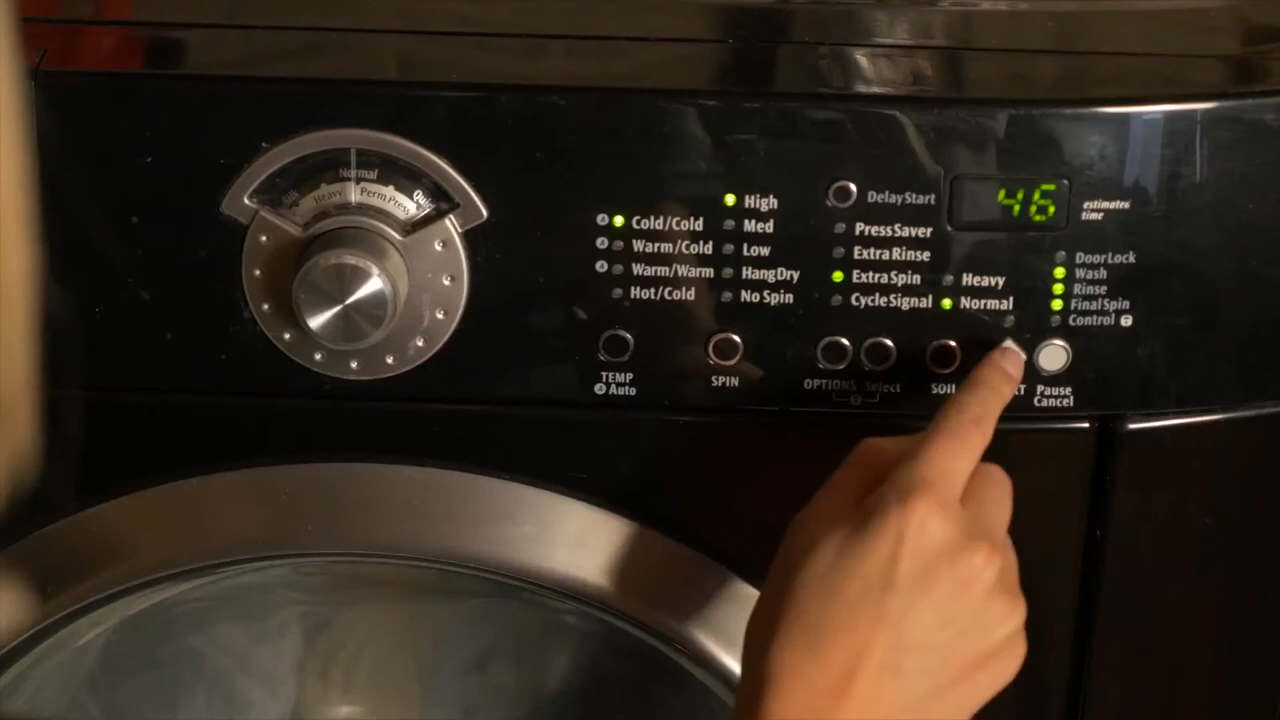 Normal
Heavy
Perm Press
Cold/Cold
Warm/Cold
Warm/Warm
Hot/Cold
TEMP
A Auto
High
Med
Low
Hang Dry
No Spin
SPIN
Delay Start
Press Saver
Extra Rinse
Extra Spin
Cycle Signal
OPTIONS Select
Heavy
Normal
46
estimated
time
Door Lock
Wash
Rinse
Final Spin
Control
Pause
Cancel